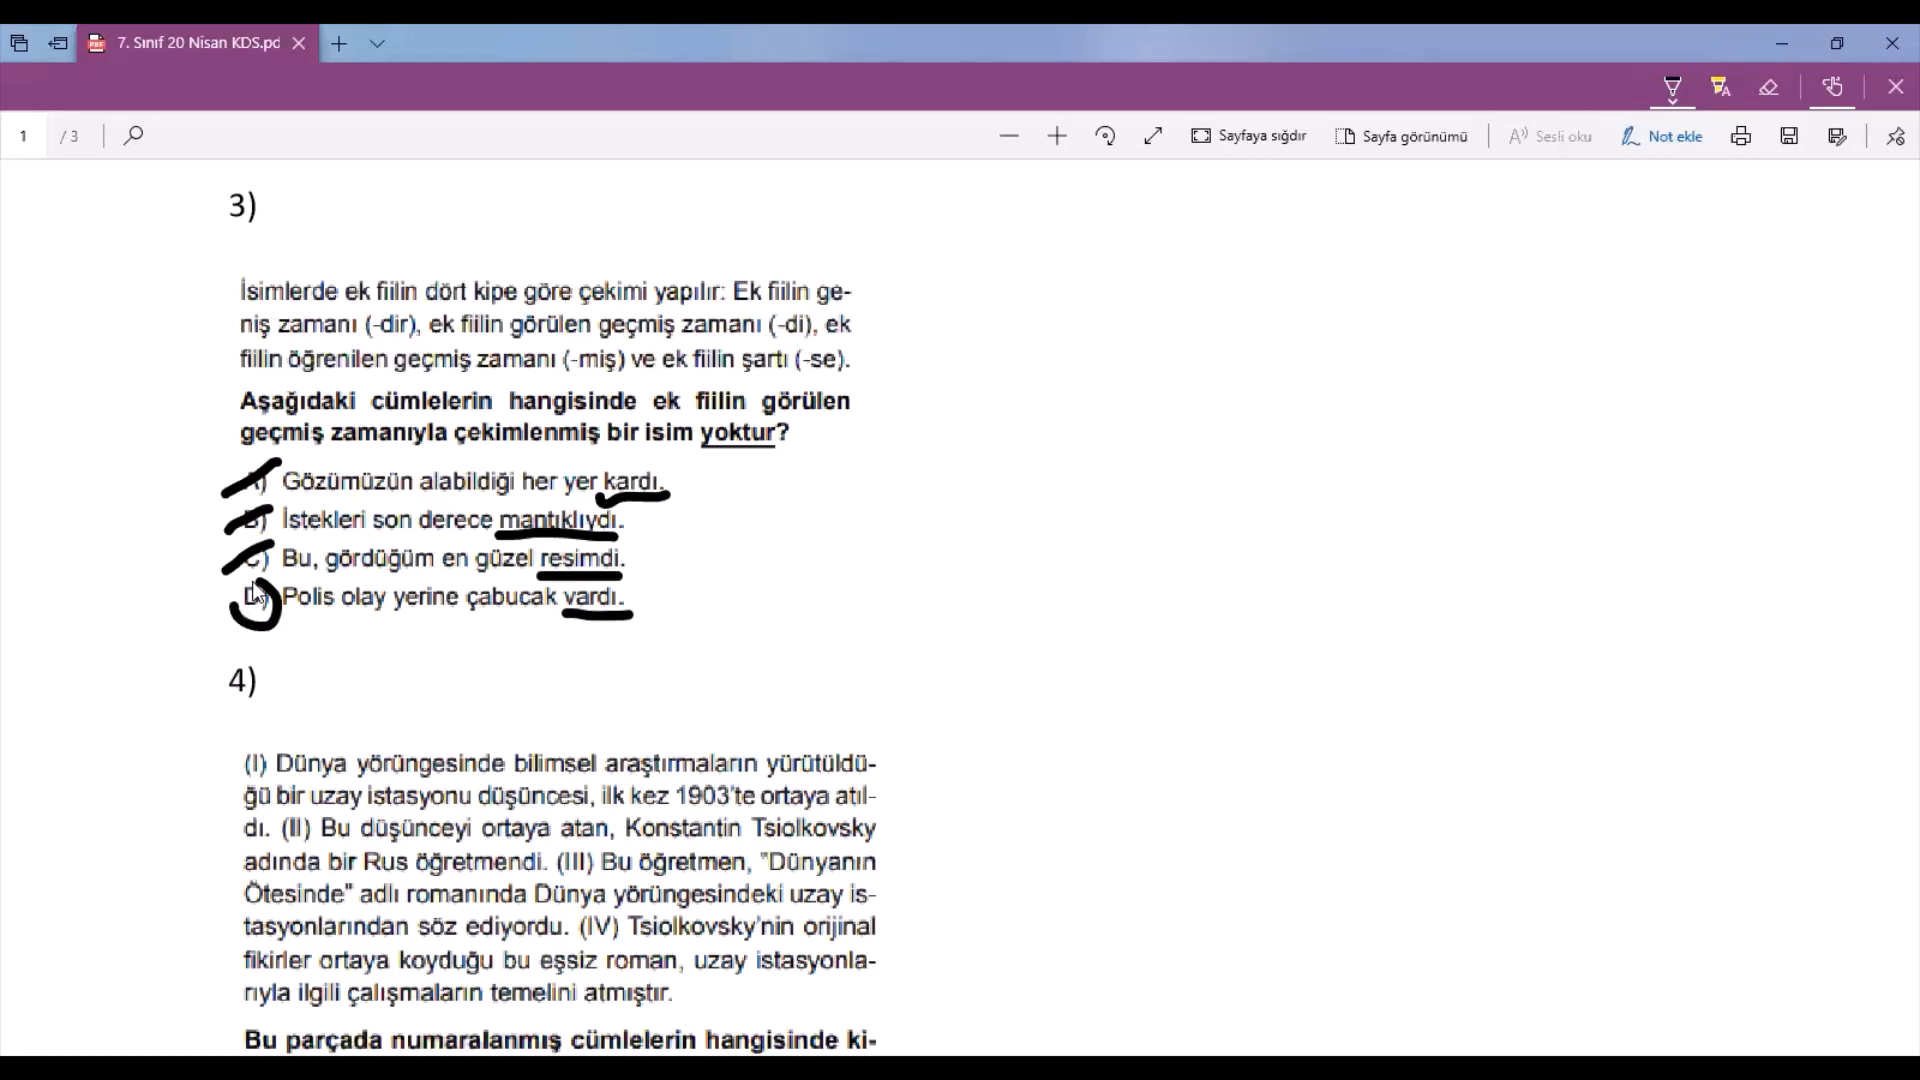 7. Sınıf 20 Nisan KDS.pd
1 / 3 Sayfaya sığdır Sayfa görünümü Sesli oku Not ekle
3)
İsimlerde ek fiilin dört kipe göre çekimi yapılır: Ek fiilin ge-
niş zamanı (-dir), ek fiilin görülen geçmiş zamanı (-di), ek
fiilin öğrenilen geçmiş zamanı (-miş) ve ek fiilin şartı (-se).
Aşağıdaki cümlelerin hangisinde ek fiilin görülen
geçmiş zamanıyla çekimlenmiş bir isim yoktur?
A) Gözümüzün alabildiği her yer kardı.
B) İstekleri son derece mantıklıydı.
C) Bu, gördüğüm en güzel resimdi.
D) Polis olay yerine çabucak vardı.
4)
(I) Dünya yörüngesinde bilimsel araştırmaların yürütüldü-
ğü bir uzay istasyonu düşüncesi, ilk kez 1903'te ortaya atıl-
dı. (II) Bu düşünceyi ortaya atan, Konstantin Tsiolkovsky
adında bir Rus öğretmendi. (III) Bu öğretmen, "Dünyanın
Ötesinde" adlı romanında Dünya yörüngesindeki uzay is-
tasyonlarından söz ediyordu. (IV) Tsiolkovsky'nin orijinal
fikirler ortaya koyduğu bu eşsiz roman, uzay istasyonla-
rıyla ilgili çalışmaların temelini atmıştır.
Bu parçada numaralanmış cümlelerin hangisinde ki-